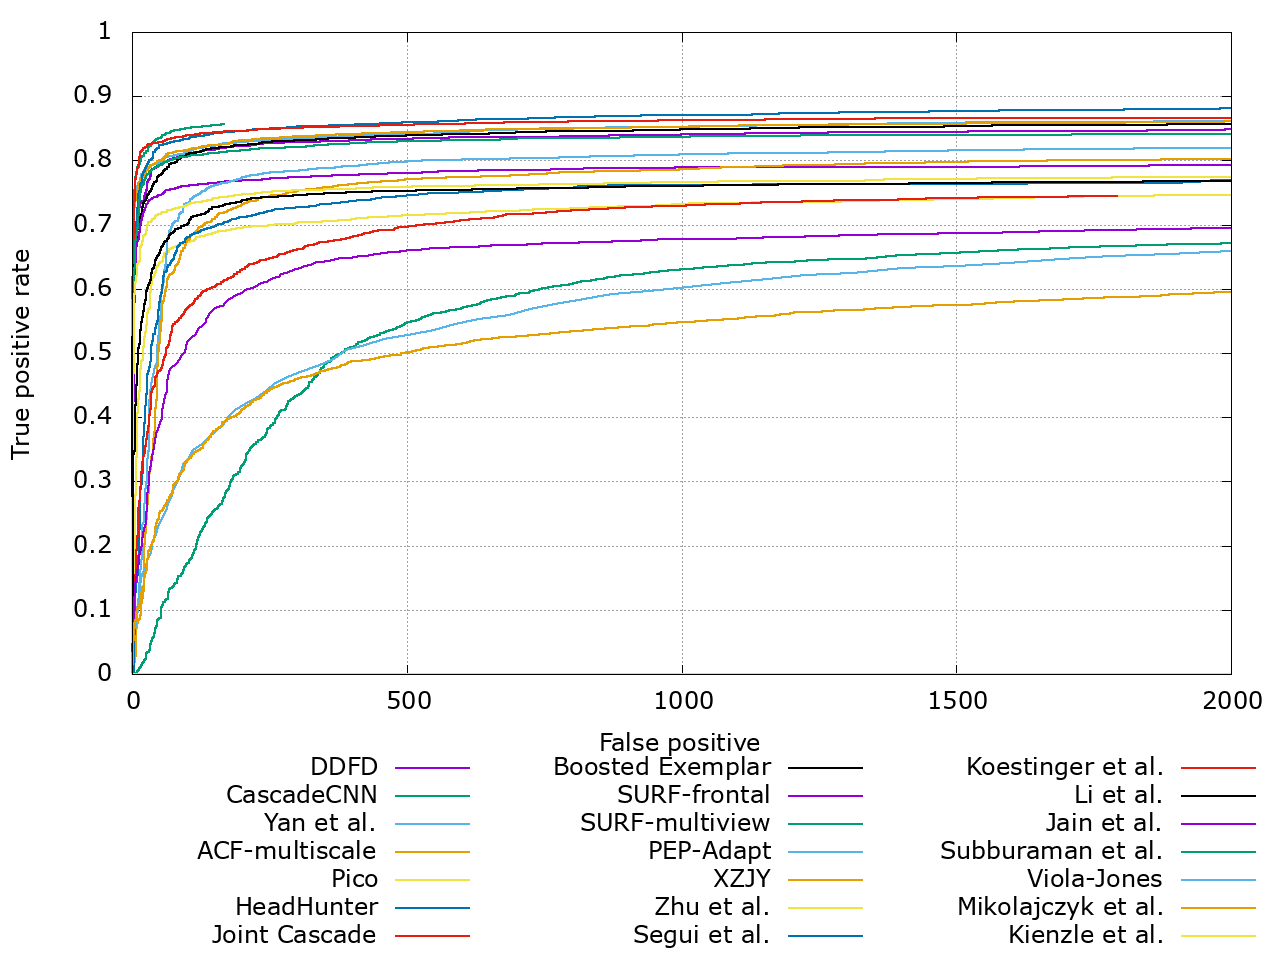 1
0.9
0.8
0.7
0.6
0.5
0.4
0.3
0.2
0.1
0
True positive rate
0 500 1000 1500 2000
False positive
DDFD Boosted Exemplar Koestinger et al.
CascadeCNN SURF-frontal Li et al.
Yan et al. SURF-multiview Jain et al.
ACF-multiscale PEP-Adapt Subburaman et al.
Pico XZJY Viola-Jones
HeadHunter Zhu et al. Mikolajczyk et al.
Joint Cascade Segui et al. Kienzle et al.